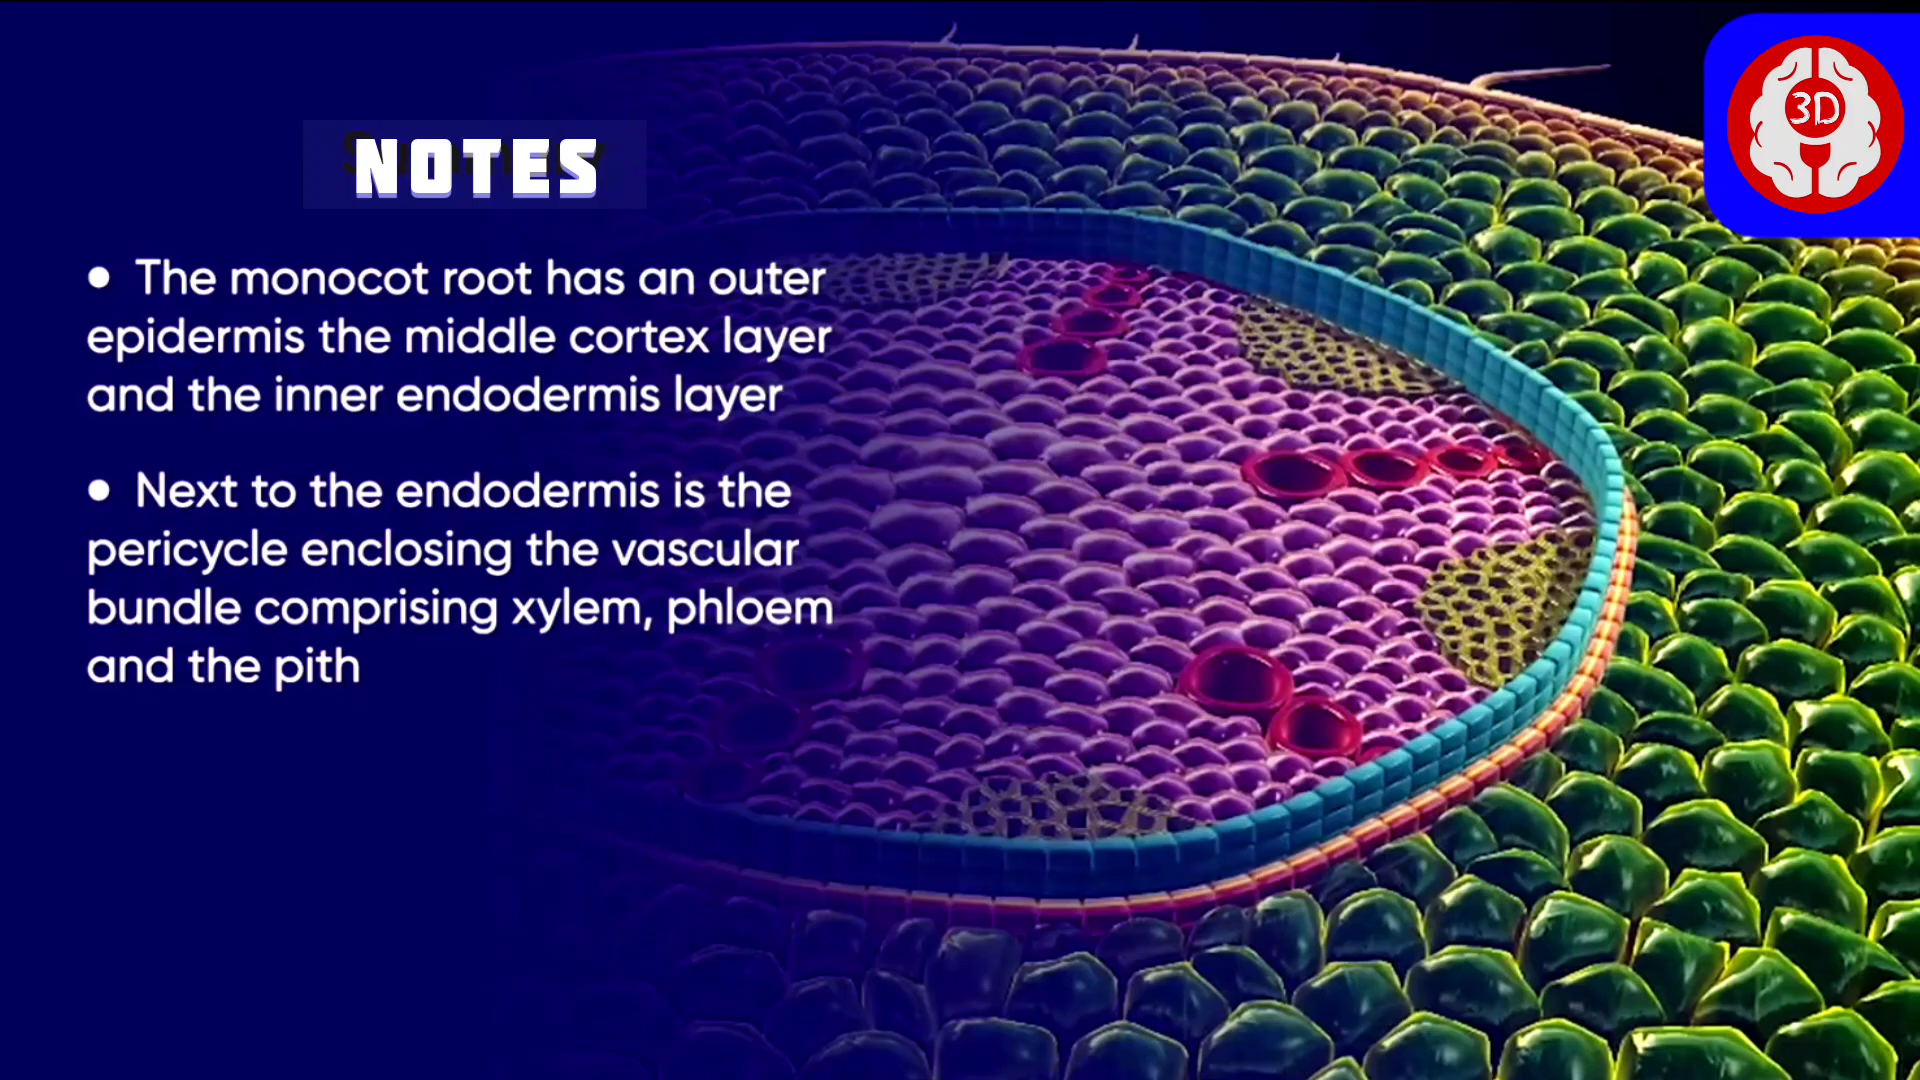 3D
NOTES
• The monocot root has an outer
epidermis the middle cortex layer
and the inner endodermis layer
• Next to the endodermis is the
pericycle enclosing the vascular
bundle comprising xylem, phloem
and the pith